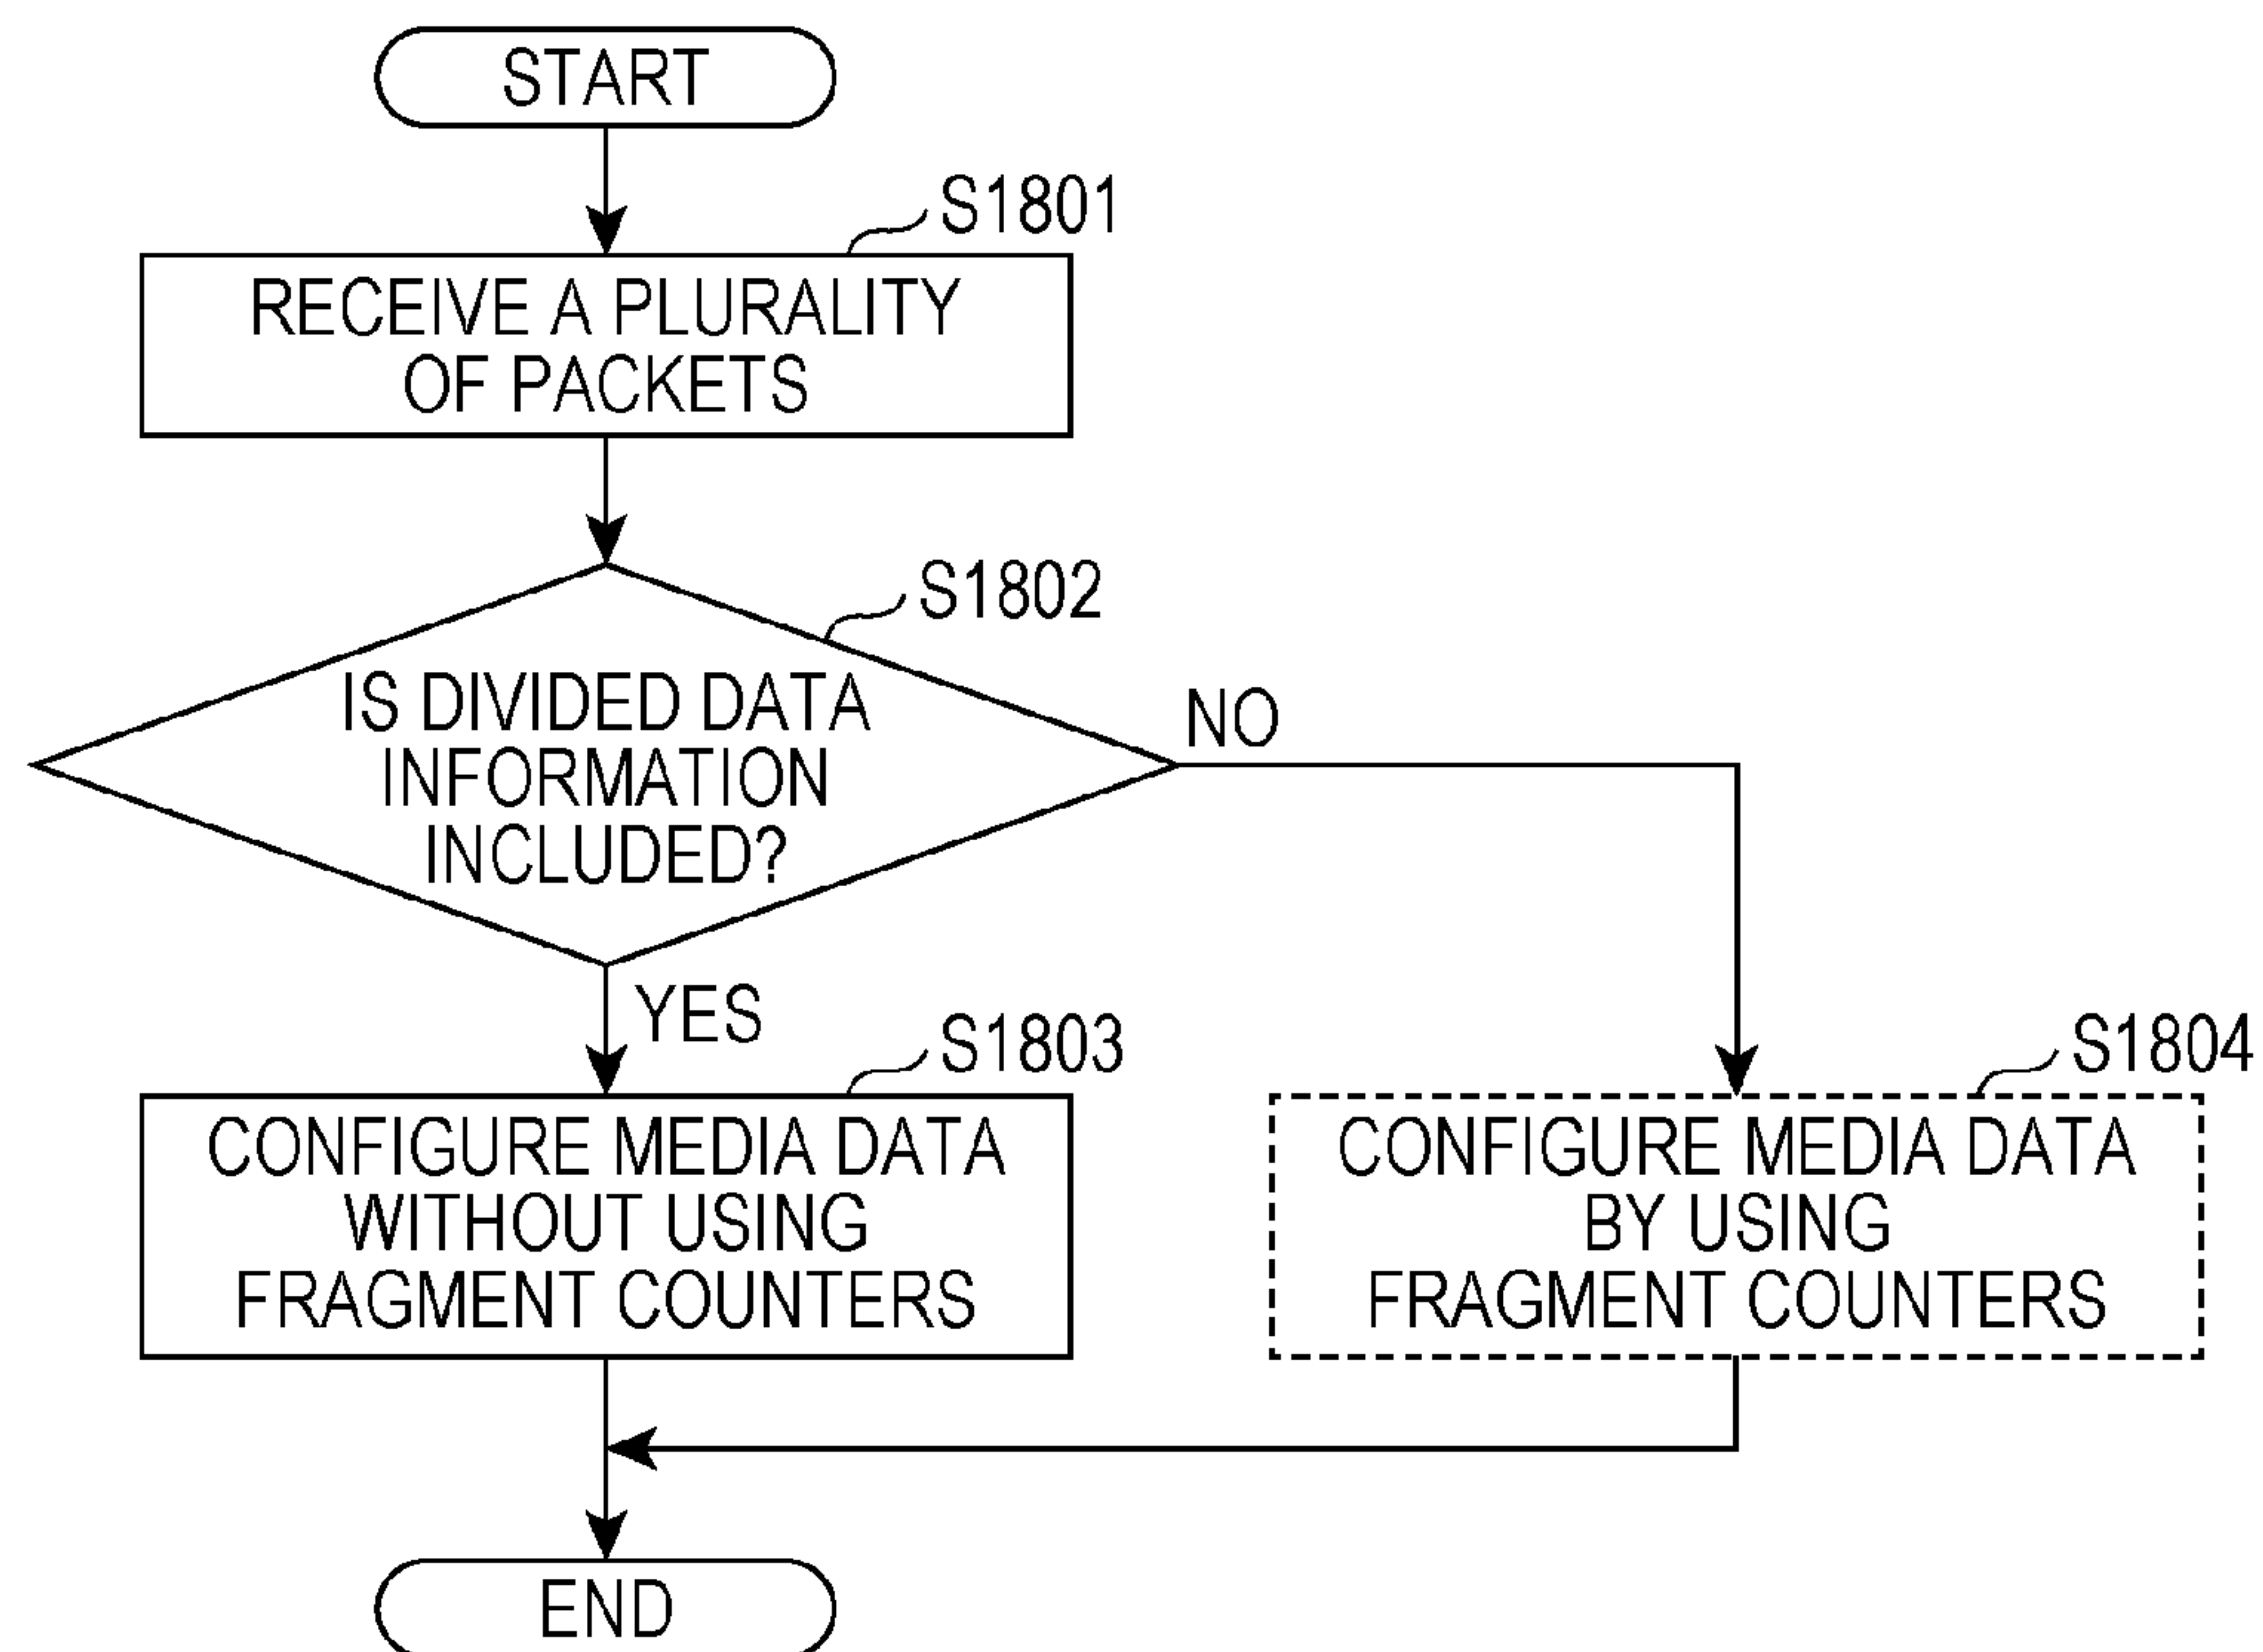 START
S1801
RECEIVE A PLURALITY
OF PACKETS
S1802
IS DIVIDED DATA
INFORMATION
INCLUDED?
NO
YES
S1803
CONFIGURE MEDIA DATA
WITHOUT USING
FRAGMENT COUNTERS
S1804
CONFIGURE MEDIA DATA
BY USING
FRAGMENT COUNTERS
END